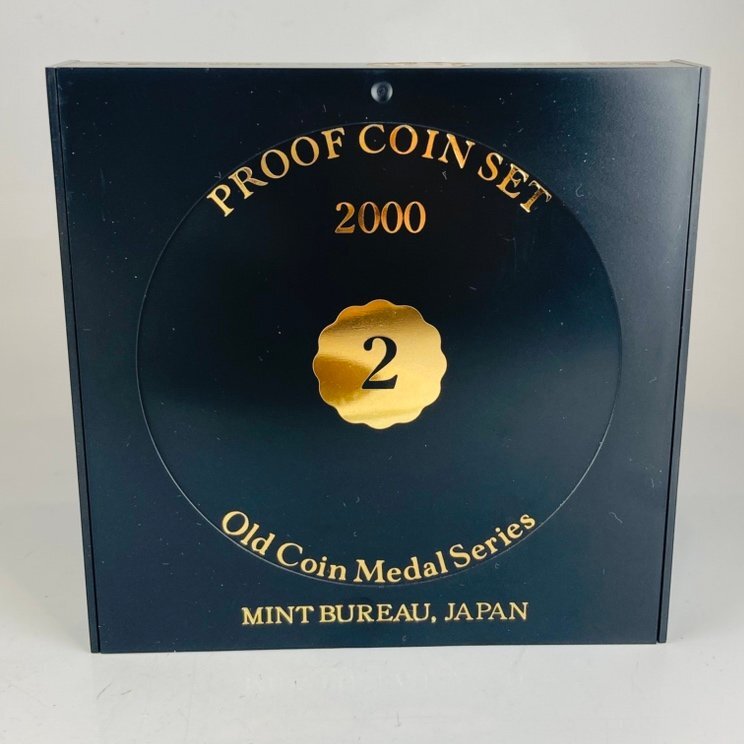 PROOF COIN SET
2000
2
Old Coin Medal Series
MINT BUREAU, JAPAN